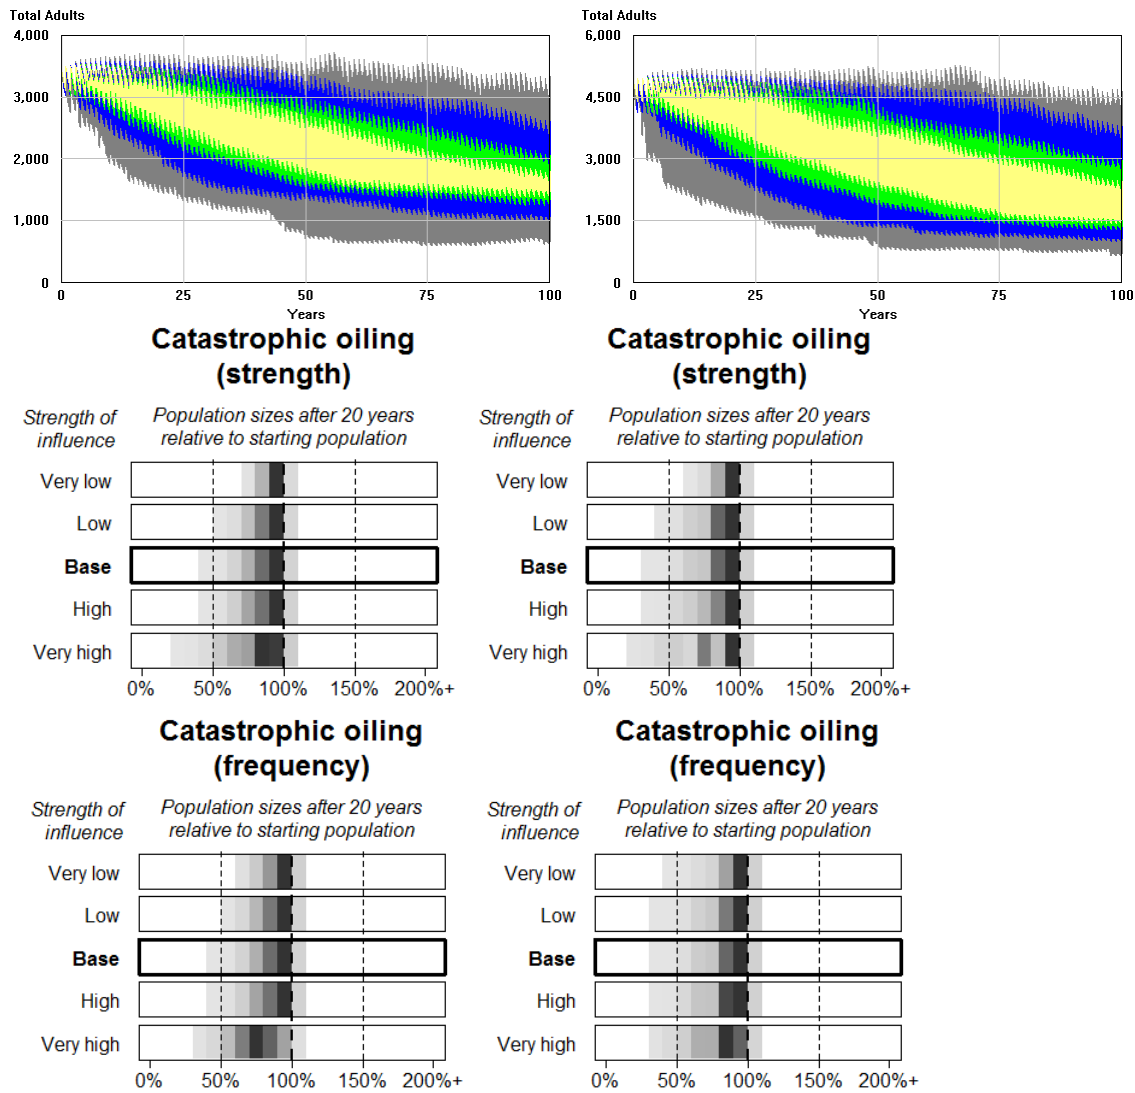 Total Adults
4,000
3,000
2,000
1,000
0
0 25 50 75 100
Years
Total Adults
6,000
4,500
3,000
1,500
0
0 25 50 75 100
Years
Catastrophic oiling
(strength)
Strength of
influence
Population sizes after 20 years
relative to starting population
Very low
Low
Base
High
Very high
0% 50% 100% 150% 200%+
Catastrophic oiling
(strength)
Strength of
influence
Population sizes after 20 years
relative to starting population
Very low
Low
Base
High
Very high
0% 50% 100% 150% 200%+
Catastrophic oiling
(frequency)
Strength of
influence
Population sizes after 20 years
relative to starting population
Very low
Low
Base
High
Very high
0% 50% 100% 150% 200%+
Catastrophic oiling
(frequency)
Strength of
influence
Population sizes after 20 years
relative to starting population
Very low
Low
Base
High
Very high
0% 50% 100% 150% 200%+